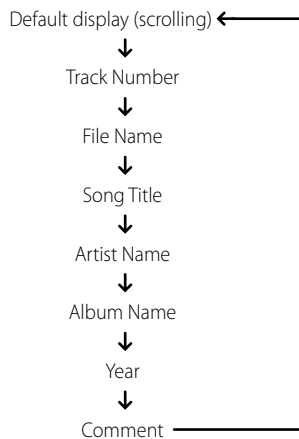 Default display (scrolling)
Track Number
File Name
Song Title
Artist Name
Album Name
Year
Comment